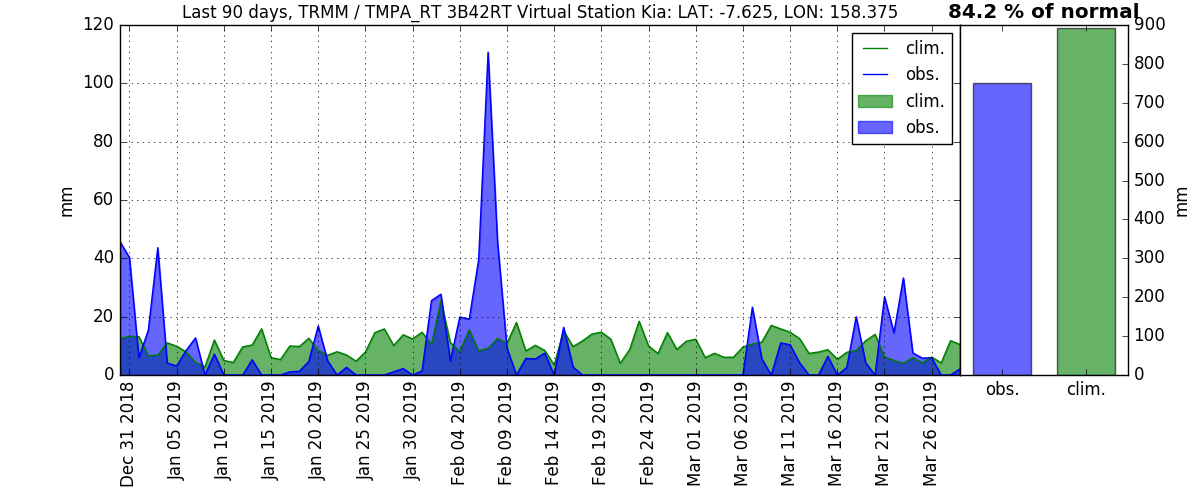 Last 90 days, TRMM / TMPA_RT 3B42RT Virtual Station Kia: LAT: -7.625, LON: 158.375
84.2 % of normal
120
100
80
60
40
20
0
mm
clim.
obs.
clim.
obs.
900
800
700
600
500
400
300
200
100
0
mm
Dec 31 2018
Jan 05 2019
Jan 10 2019
Jan 15 2019
Jan 20 2019
Jan 25 2019
Jan 30 2019
Feb 04 2019
Feb 09 2019
Feb 14 2019
Feb 19 2019
Feb 24 2019
Mar 01 2019
Mar 06 2019
Mar 11 2019
Mar 16 2019
Mar 21 2019
Mar 26 2019
obs.
clim.